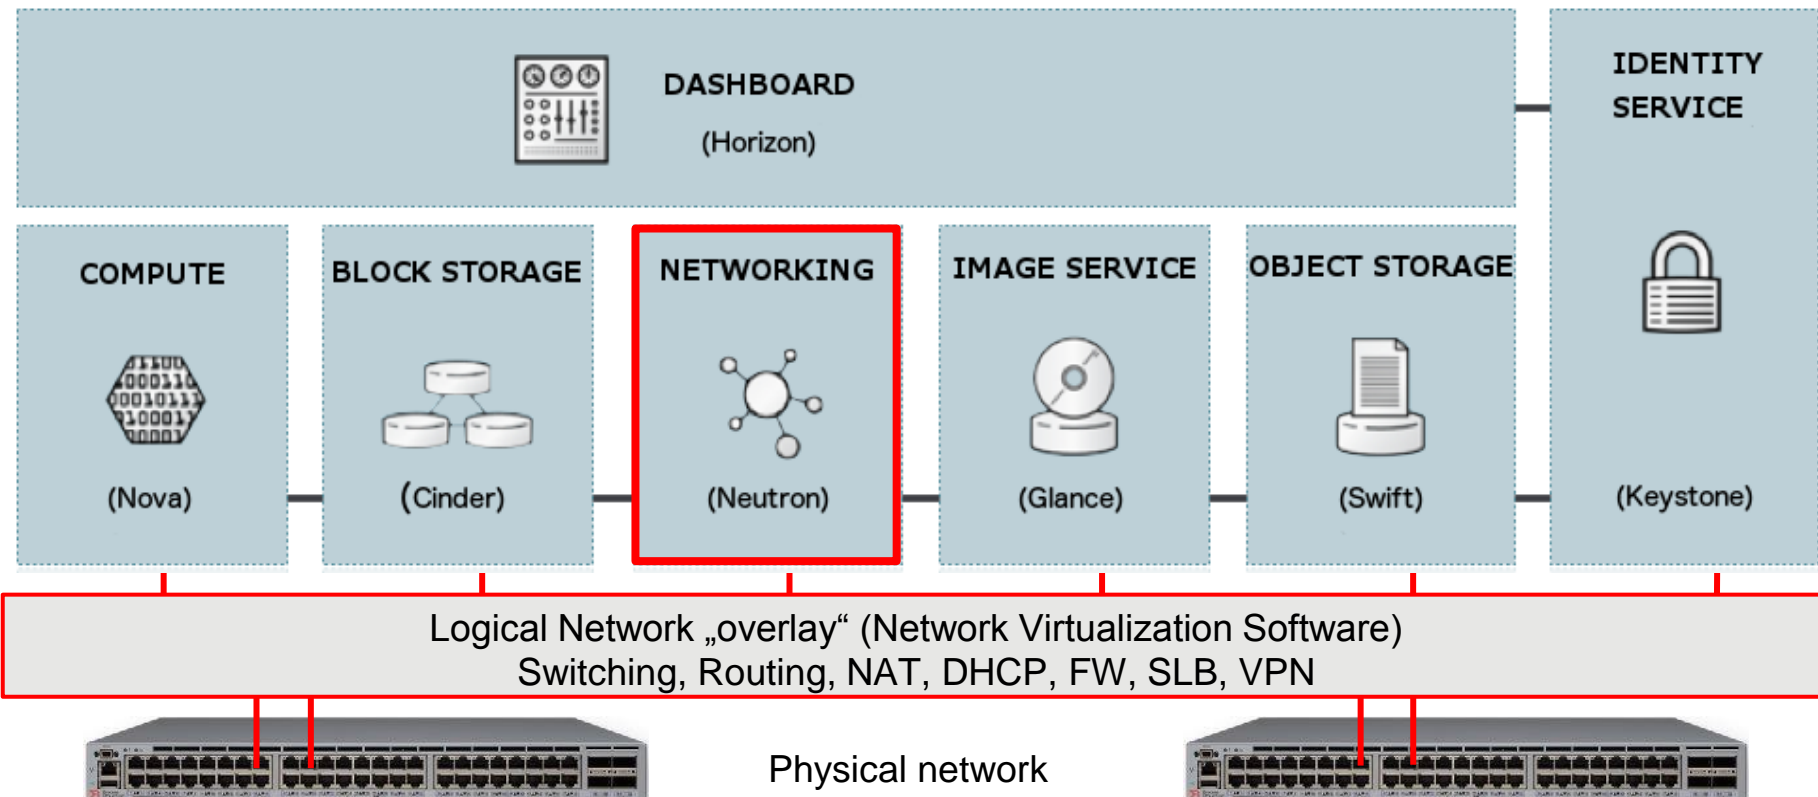 DASHBOARD
(Horizon)
IDENTITY
SERVICE
COMPUTE
BLOCK STORAGE
NETWORKING
IMAGE SERVICE
OBJECT STORAGE
(Nova)
(Cinder)
(Neutron)
(Glance)
(Swift)
(Keystone)
Logical Network „overlay“ (Network Virtualization Software)
Switching, Routing, NAT, DHCP, FW, SLB, VPN
Physical network